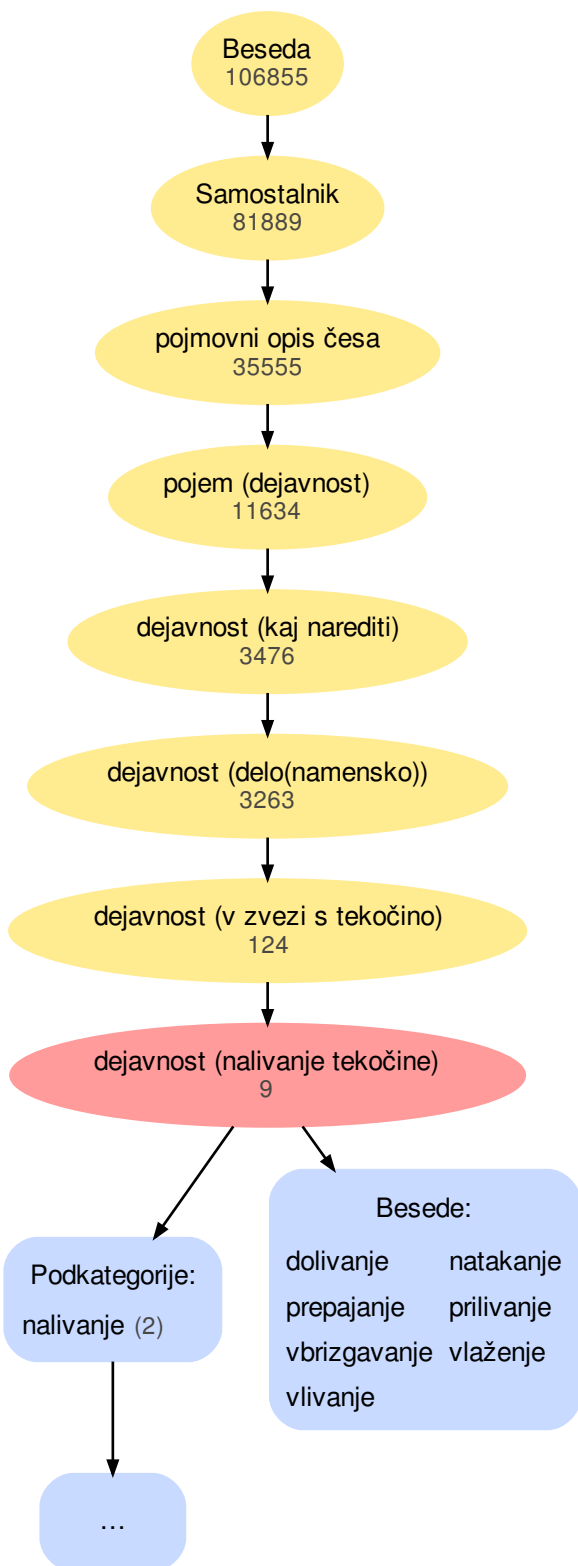 Beseda
106855
Samostalnik
81889
pojmovni opis česa
35555
pojem (dejavnost)
11634
dejavnost (kaj narediti)
3476
dejavnost (delo(namensko))
3263
dejavnost (v zvezi s tekočino)
124
dejavnost (nalivanje tekočine)
9
Podkategorije:
nalivanje (2)
...
Besede:
dolivanje natakanje
prepajanje prilivanje
vbrizgavanje vlaženje
vlivanje